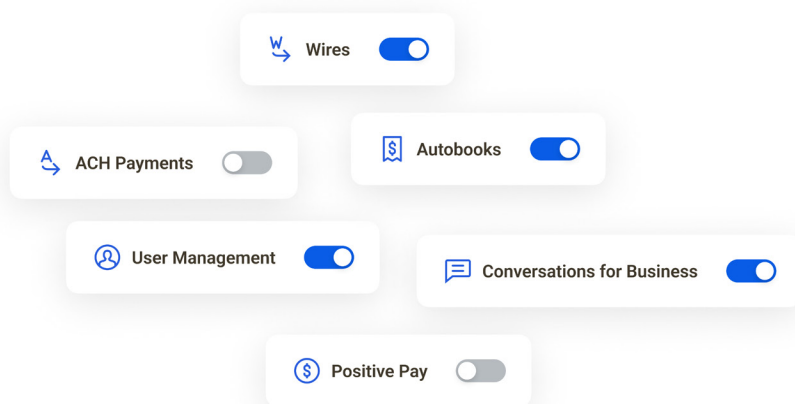 Wires
Autobooks
ACH Payments
User Management
Conversations for Business
Positive Pay